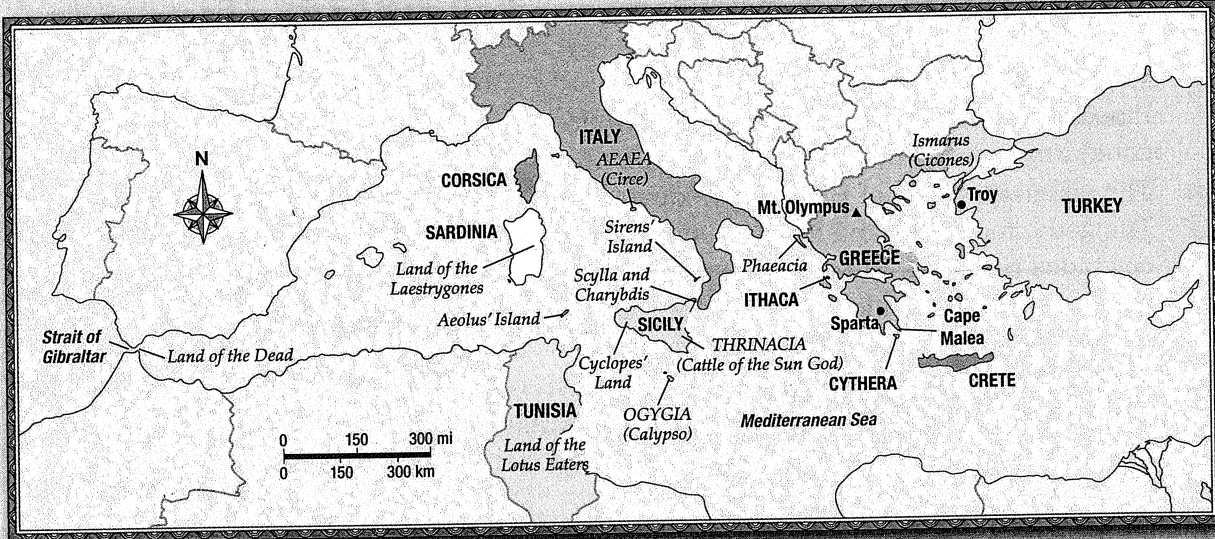 N
ITALY
AEAEA
(Circe)
CORSICA
SARDINIA
Land of the
Laestrygones
Sirens'
Island
Scylla and
Charybdis
Aeolus' Island
SICILY
Cyclopes'
Land
THRINACIA
(Cattle of the Sun God)
OGYGIA
(Calypso)
TUNISIA
Land of the
Lotus Eaters
Strait of
Gibraltar
Land of the Dead
0 150 300 mi
0 150 300 km
Ismarus
(Cicones)
Mt. Olympus
Troy
TURKEY
Phaeacia
GREECE
ITHACA
Sparta
Cape
Malea
CYTHERA
CRETE
Mediterranean Sea